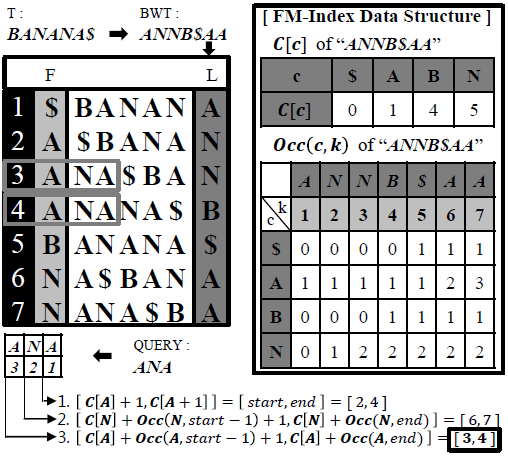 T :
BANANA$ → ANNB$AA
BWT :
F L
1 $ BANAN A
2 A $BANA N
3 A NA$BA N
4 A NANA$ B
5 B ANANA $
6 N A$BAN A
7 N ANA$B A
[ FM-Index Data Structure ]
C[c] of “ANNB$AA”
c $ A B N
C[c] 0 1 4 5
Occ(c, k) of “ANNB$AA”
A N N B $ A A
c k 1 2 3 4 5 6 7
$ 0 0 0 0 1 1 1
A 1 1 1 1 1 2 3
B 0 0 0 1 1 1 1
N 0 1 2 2 2 2 2
A N A
3 2 1
← QUERY :
ANA
1. [ C[A] + 1, C[A + 1] ] = [ start, end ] = [ 2, 4 ]
2. [ C[N] + Occ(N, start − 1) + 1, C[N] + Occ(N, end) ] = [ 6, 7 ]
3. [ C[A] + Occ(A, start − 1) + 1, C[A] + Occ(A, end) ] = [ 3, 4 ]